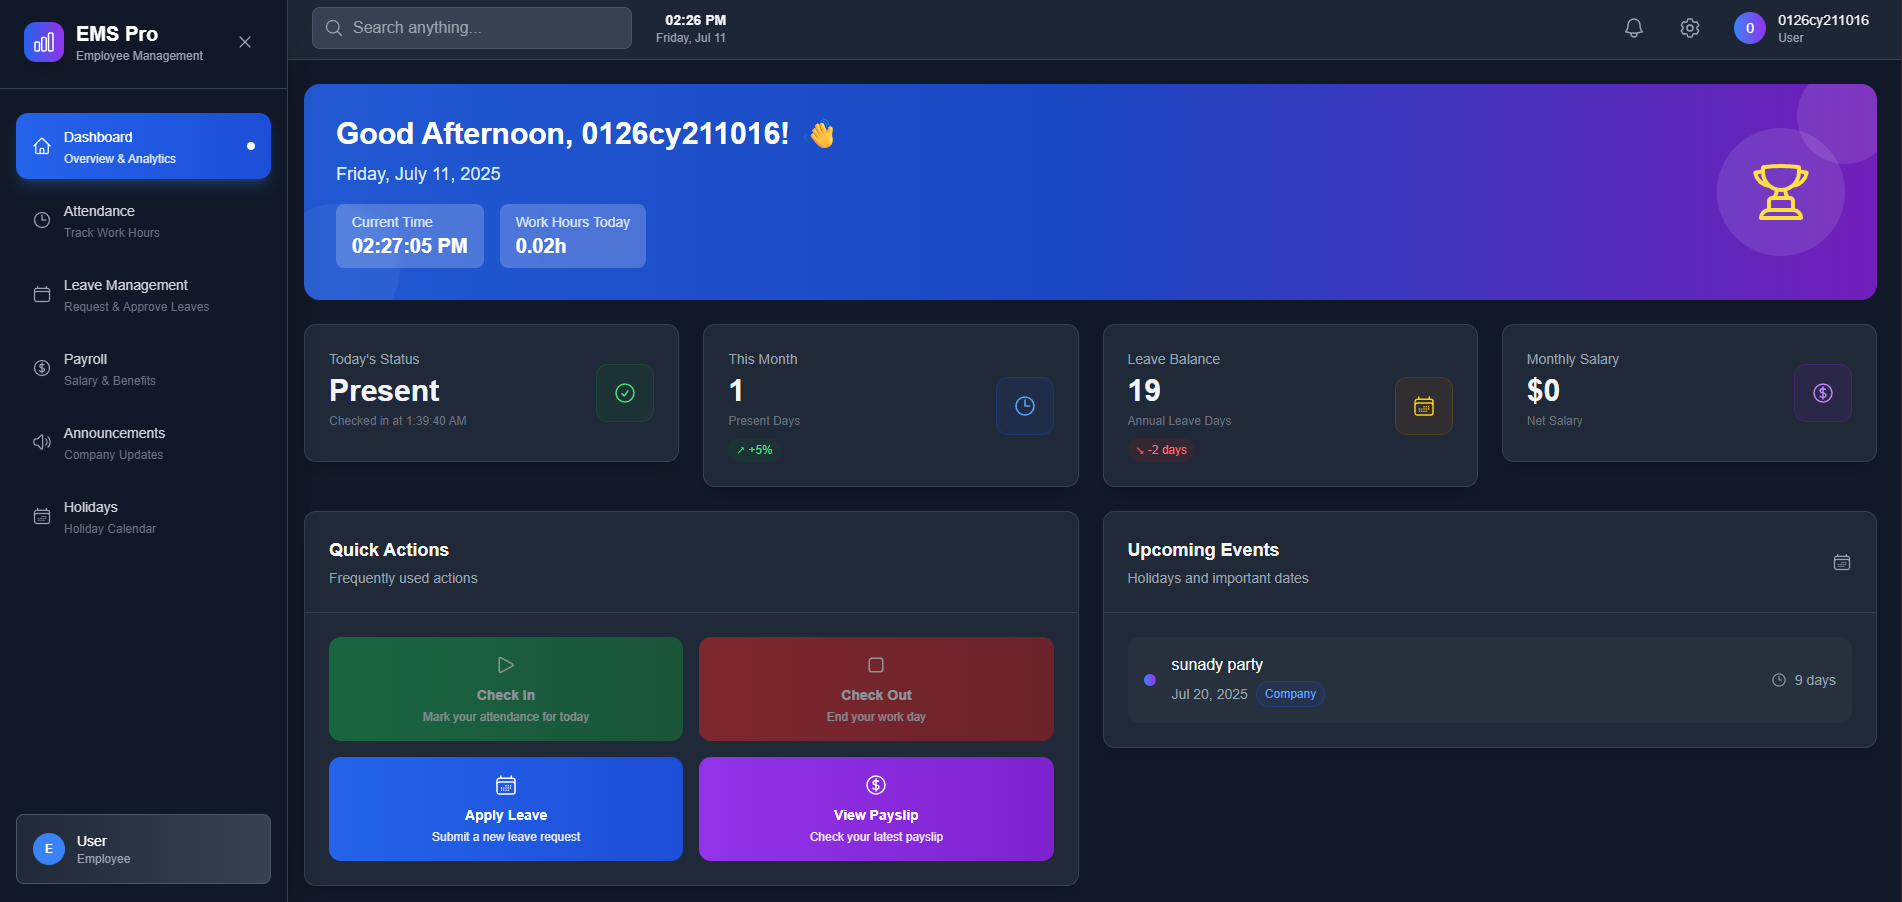 EMS Pro
Employee Management
Search anything...
02:26 PM
Friday, Jul 11
0
0126cy211016
User
Dashboard
Overview & Analytics
Attendance
Track Work Hours
Leave Management
Request & Approve Leaves
Payroll
Salary & Benefits
Announcements
Company Updates
Holidays
Holiday Calendar
E
User
Employee
Good Afternoon, 0126cy211016! 👋
Friday, July 11, 2025
Current Time
02:27:05 PM
Work Hours Today
0.02h
Today's Status
Present
Checked in at 1:39:40 AM
This Month
1
Present Days
↗ +5%
Leave Balance
19
Annual Leave Days
↘ -2 days
Monthly Salary
$0
Net Salary
Quick Actions
Frequently used actions
Check In
Mark your attendance for today
Check Out
End your work day
Apply Leave
Submit a new leave request
View Payslip
Check your latest payslip
Upcoming Events
Holidays and important dates
sunady party
Jul 20, 2025 Company
9 days